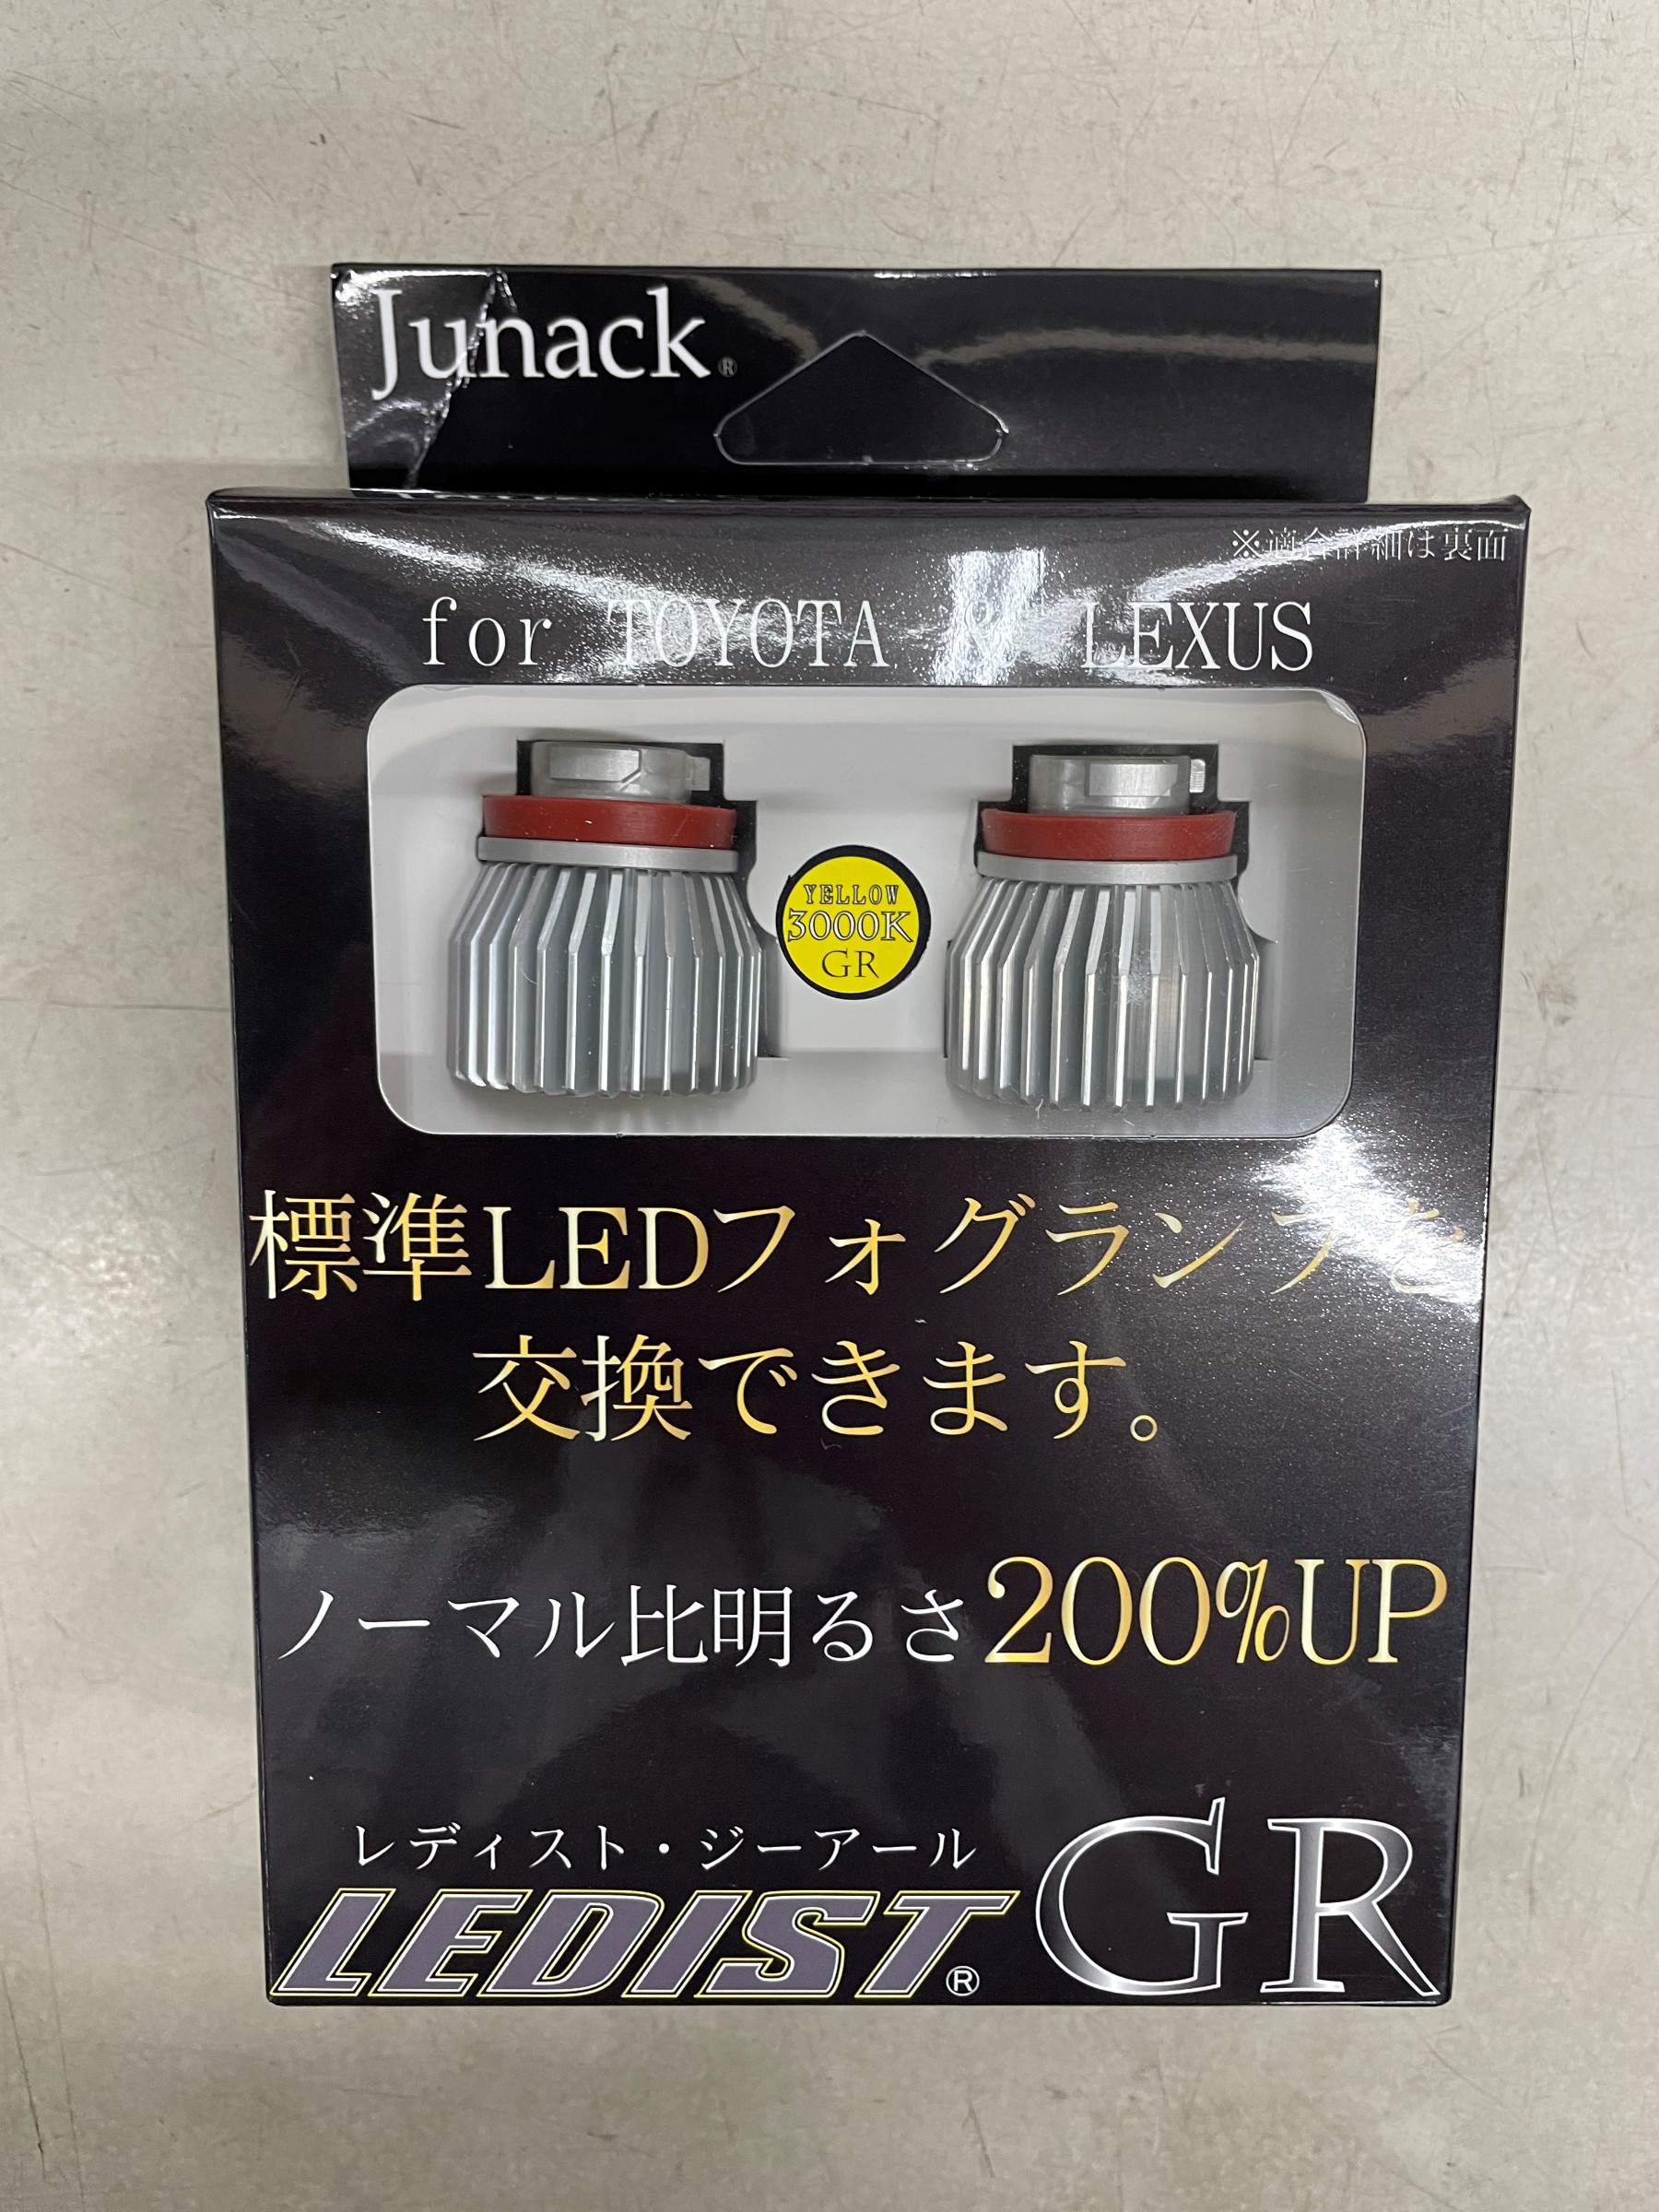 Junack®
※適合詳細は裏面
for TOYOTA & LEXUS
YELLOW
3000K
GR
標準LEDフォグランプを
交換できます。
ノーマル比明るさ200%UP
レディスト・ジーアール
LEDIST® GR